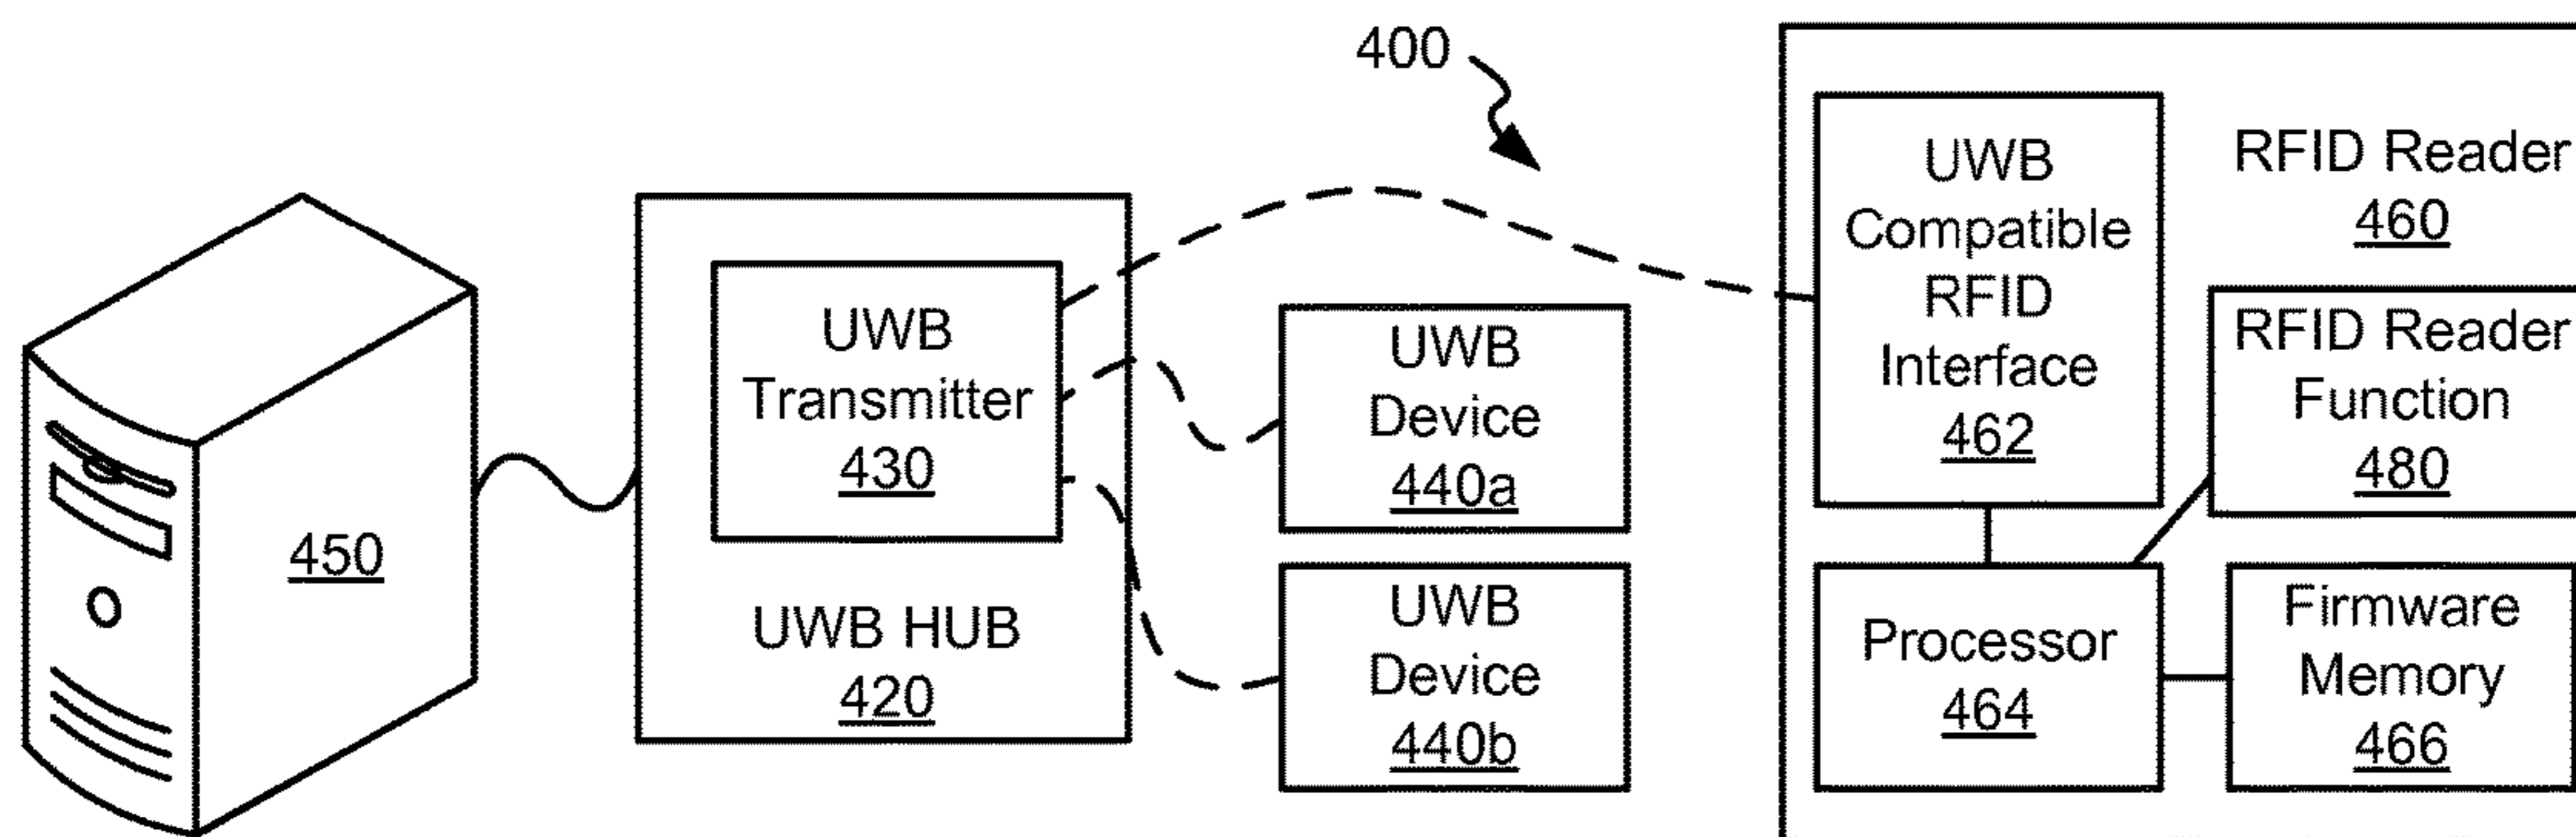 400
450
UWB
Transmitter
430
UWB HUB
420
UWB
Device
440a
UWB
Device
440b
UWB
Compatible
RFID
Interface
462
RFID Reader
460
RFID Reader
Function
480
Processor
464
Firmware
Memory
466